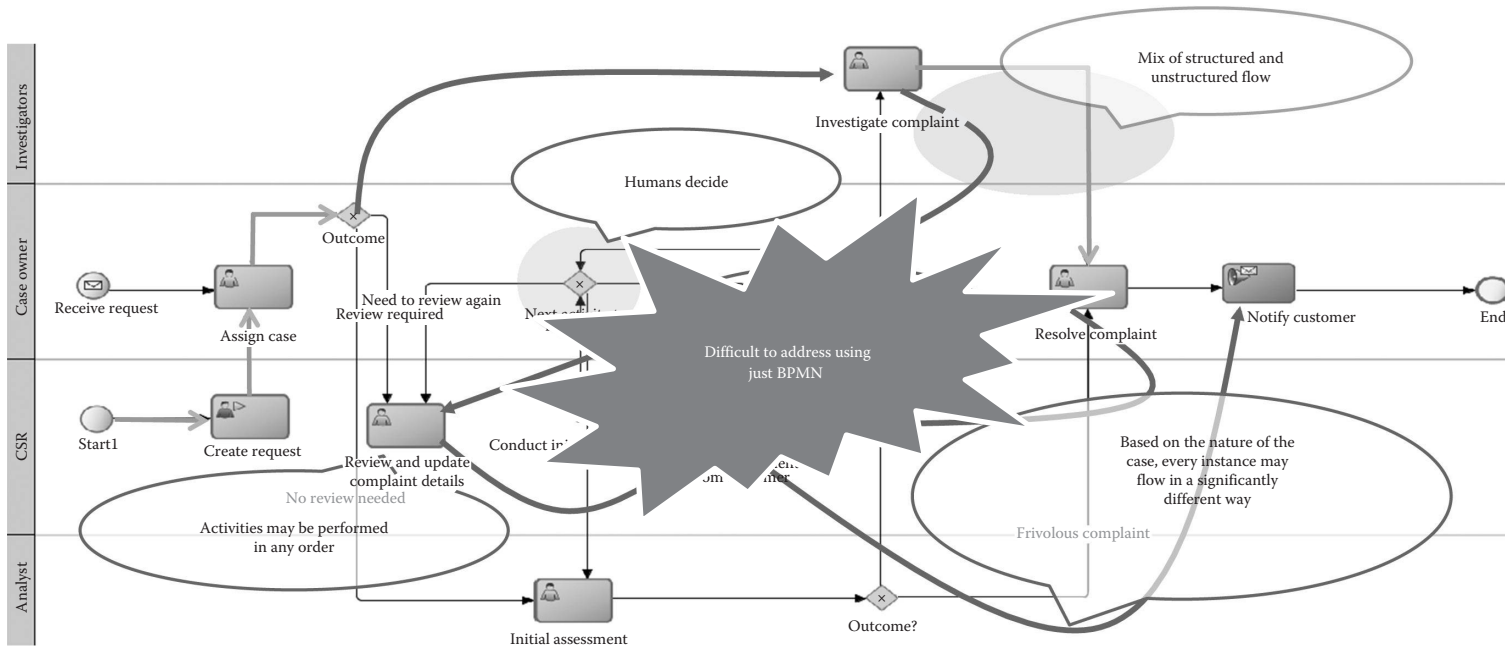 Investigators
Case owner
CSR
Analyst
Mix of structured and
unstructured flow
Investigate complaint
Humans decide
Outcome
Receive request
Assign case
Need to review again
Review required
Next
Resolve complaint
Notify customer
End
Difficult to address using
just BPMN
Start1
Create request
Review and update
complaint details
Conduct
No review needed
Activities may be performed
in any order
Based on the nature of the
case, every instance may
flow in a significantly
different way
Frivolous complaint
Initial assessment
Outcome?